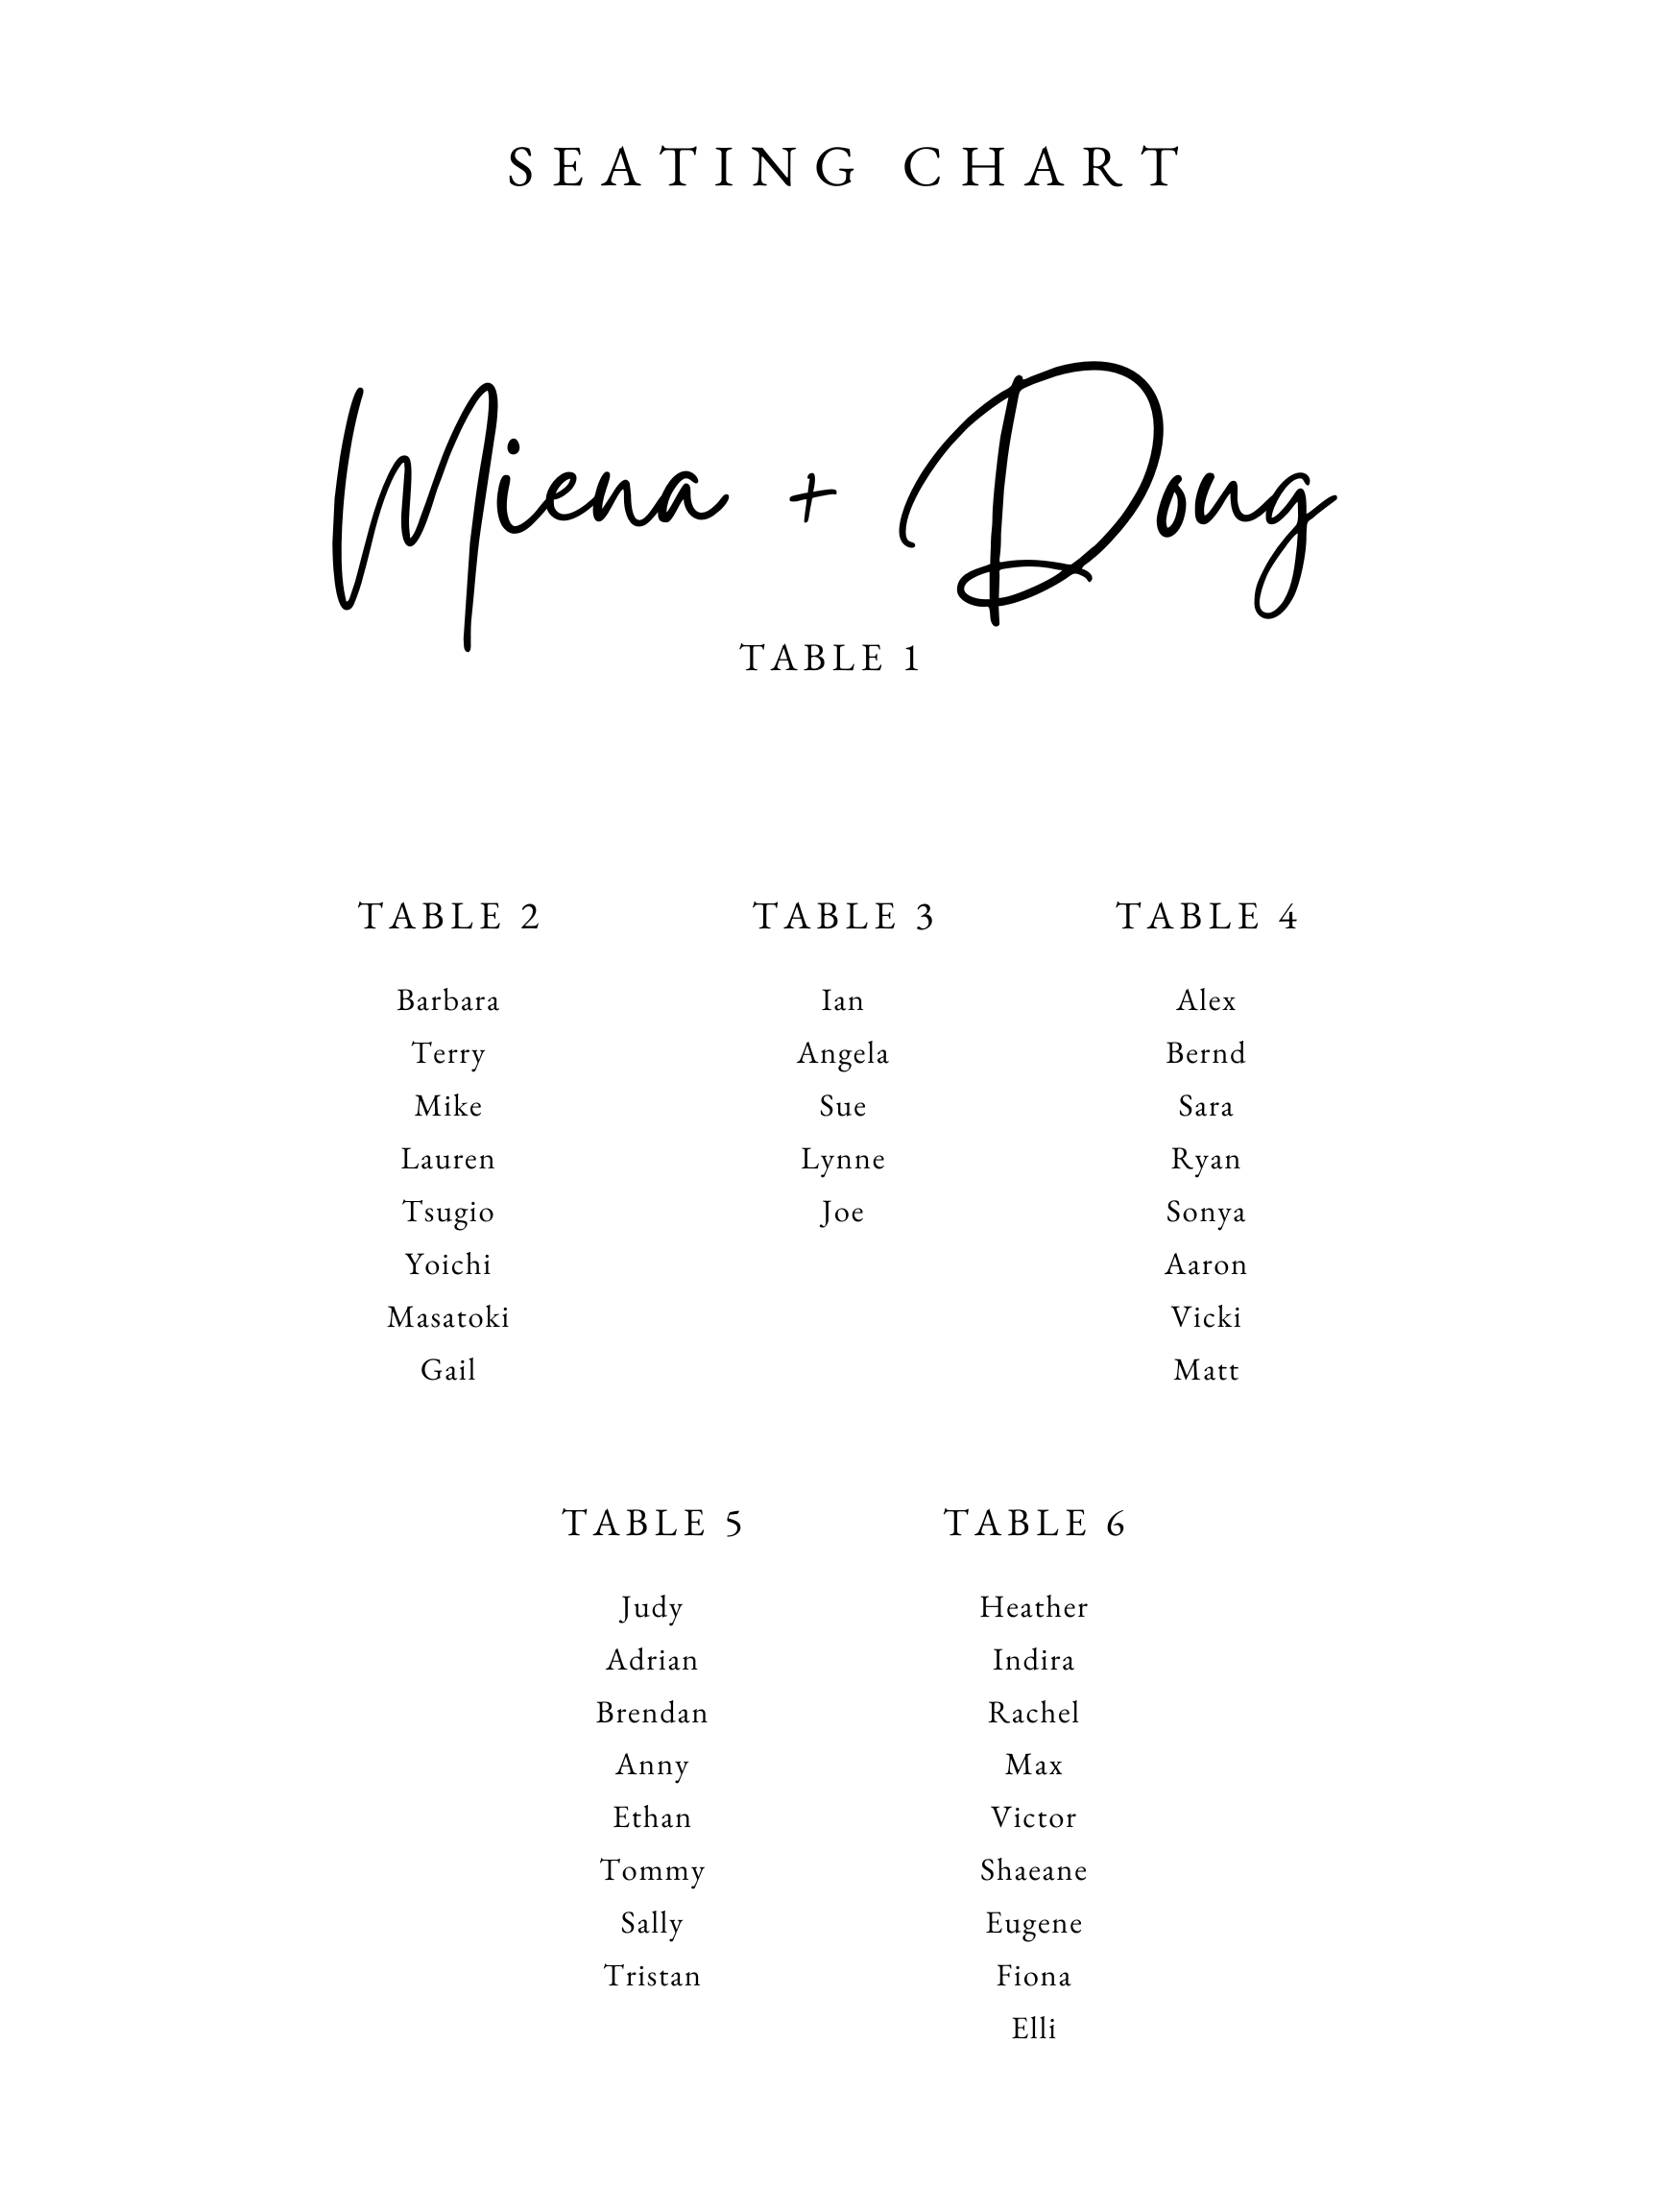 SEATING CHART
Miena + Doug
TABLE 1
TABLE 2
Barbara
Terry
Mike
Lauren
Tsugio
Yoichi
Masatoki
Gail
TABLE 3
Ian
Angela
Sue
Lynne
Joe
TABLE 4
Alex
Bernd
Sara
Ryan
Sonya
Aaron
Vicki
Matt
TABLE 5
Judy
Adrian
Brendan
Anny
Ethan
Tommy
Sally
Tristan
TABLE 6
Heather
Indira
Rachel
Max
Victor
Shaeane
Eugene
Fiona
Elli